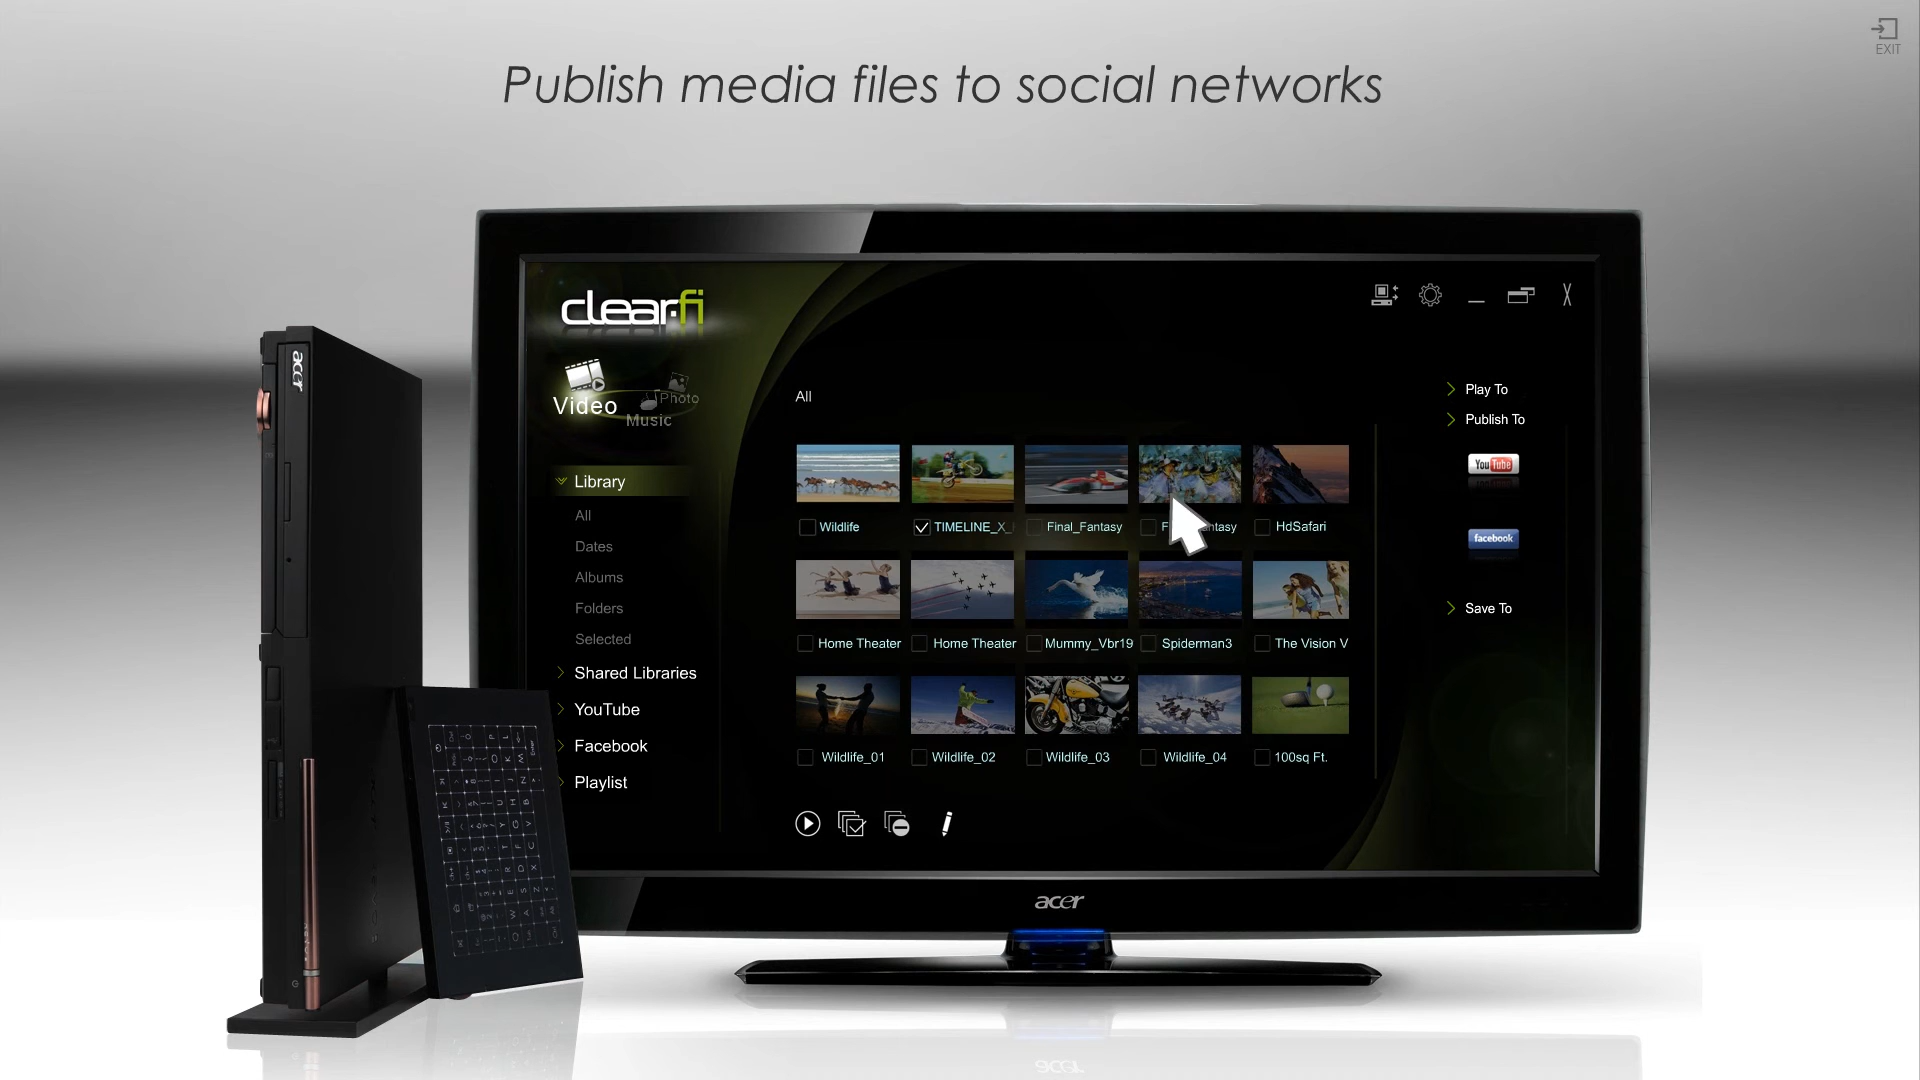 EXIT
Publish media files to social networks
clear.fi
Video
Photo
Music
Library
All
Dates
Albums
Folders
Selected
Shared Libraries
YouTube
Facebook
Playlist
All
Wildlife
TIMELINE_X_
Final_Fantasy
HdSafari
Home Theater
Home Theater
Mummy_Vbr19
Spiderman3
The Vision V
Wildlife_01
Wildlife_02
Wildlife_03
Wildlife_04
100sq Ft.
Play To
Publish To
YouTube
facebook
Save To
acer
acer